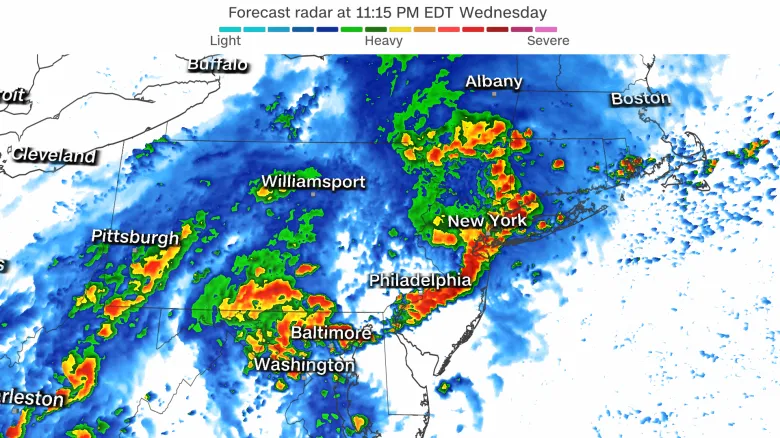 Forecast radar at 11:15 PM EDT Wednesday
Light Heavy Severe
Buffalo
Albany
roit
Boston
Cleveland
Williamsport
New York
Pittsburgh
s
Philadelphia
Baltimore
Washington
rleston